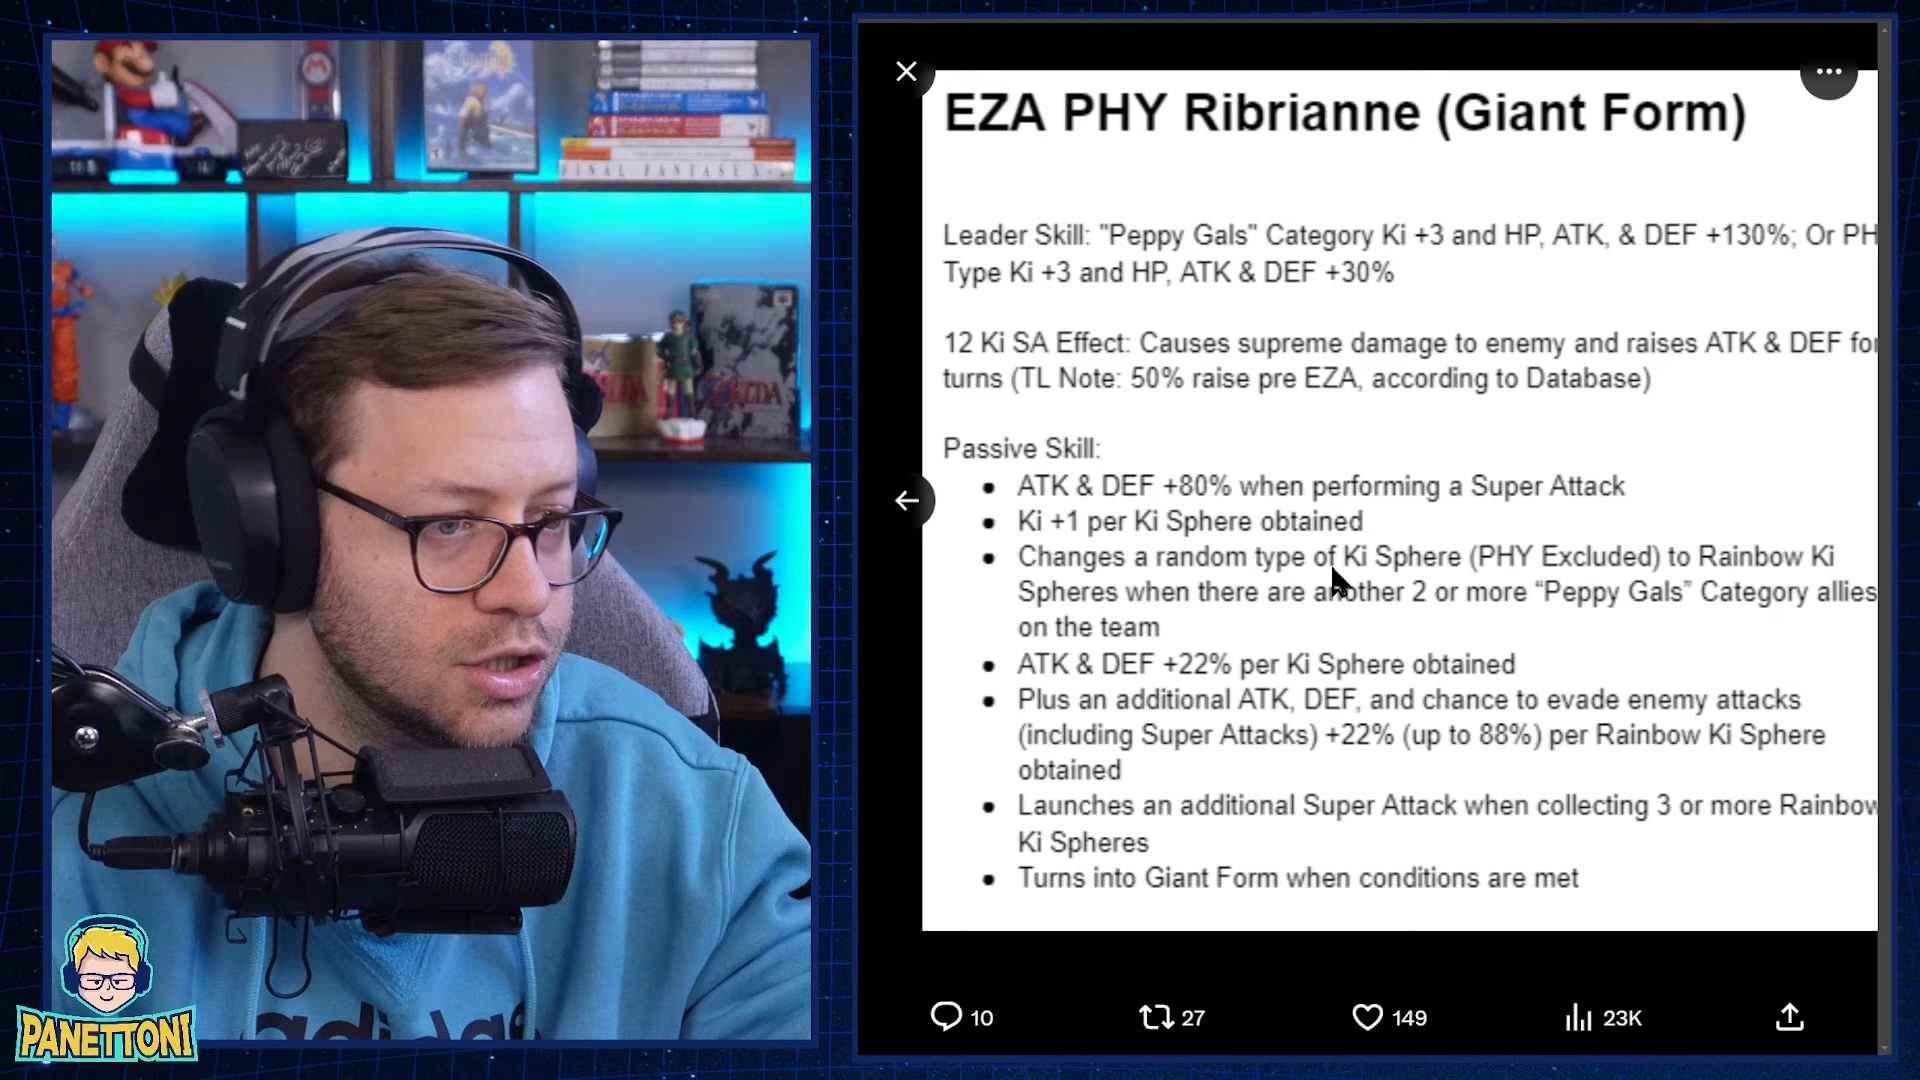 EZA PHY Ribrianne (Giant Form)
Leader Skill: "Peppy Gals" Category Ki +3 and HP, ATK, & DEF +130%; Or PH
Type Ki +3 and HP, ATK & DEF +30%
12 Ki SA Effect: Causes supreme damage to enemy and raises ATK & DEF for
turns (TL Note: 50% raise pre EZA, according to Database)
Passive Skill:
ATK & DEF +80% when performing a Super Attack
Ki +1 per Ki Sphere obtained
Changes a random type of Ki Sphere (PHY Excluded) to Rainbow Ki
Spheres when there are another 2 or more “Peppy Gals” Category allies
on the team
ATK & DEF +22% per Ki Sphere obtained
Plus an additional ATK, DEF, and chance to evade enemy attacks
(including Super Attacks) +22% (up to 88%) per Rainbow Ki Sphere
obtained
Launches an additional Super Attack when collecting 3 or more Rainbow
Ki Spheres
Turns into Giant Form when conditions are met
10
27
149
23K
FINAL FANTASY X
ZELDA
adidas
PANETTONI